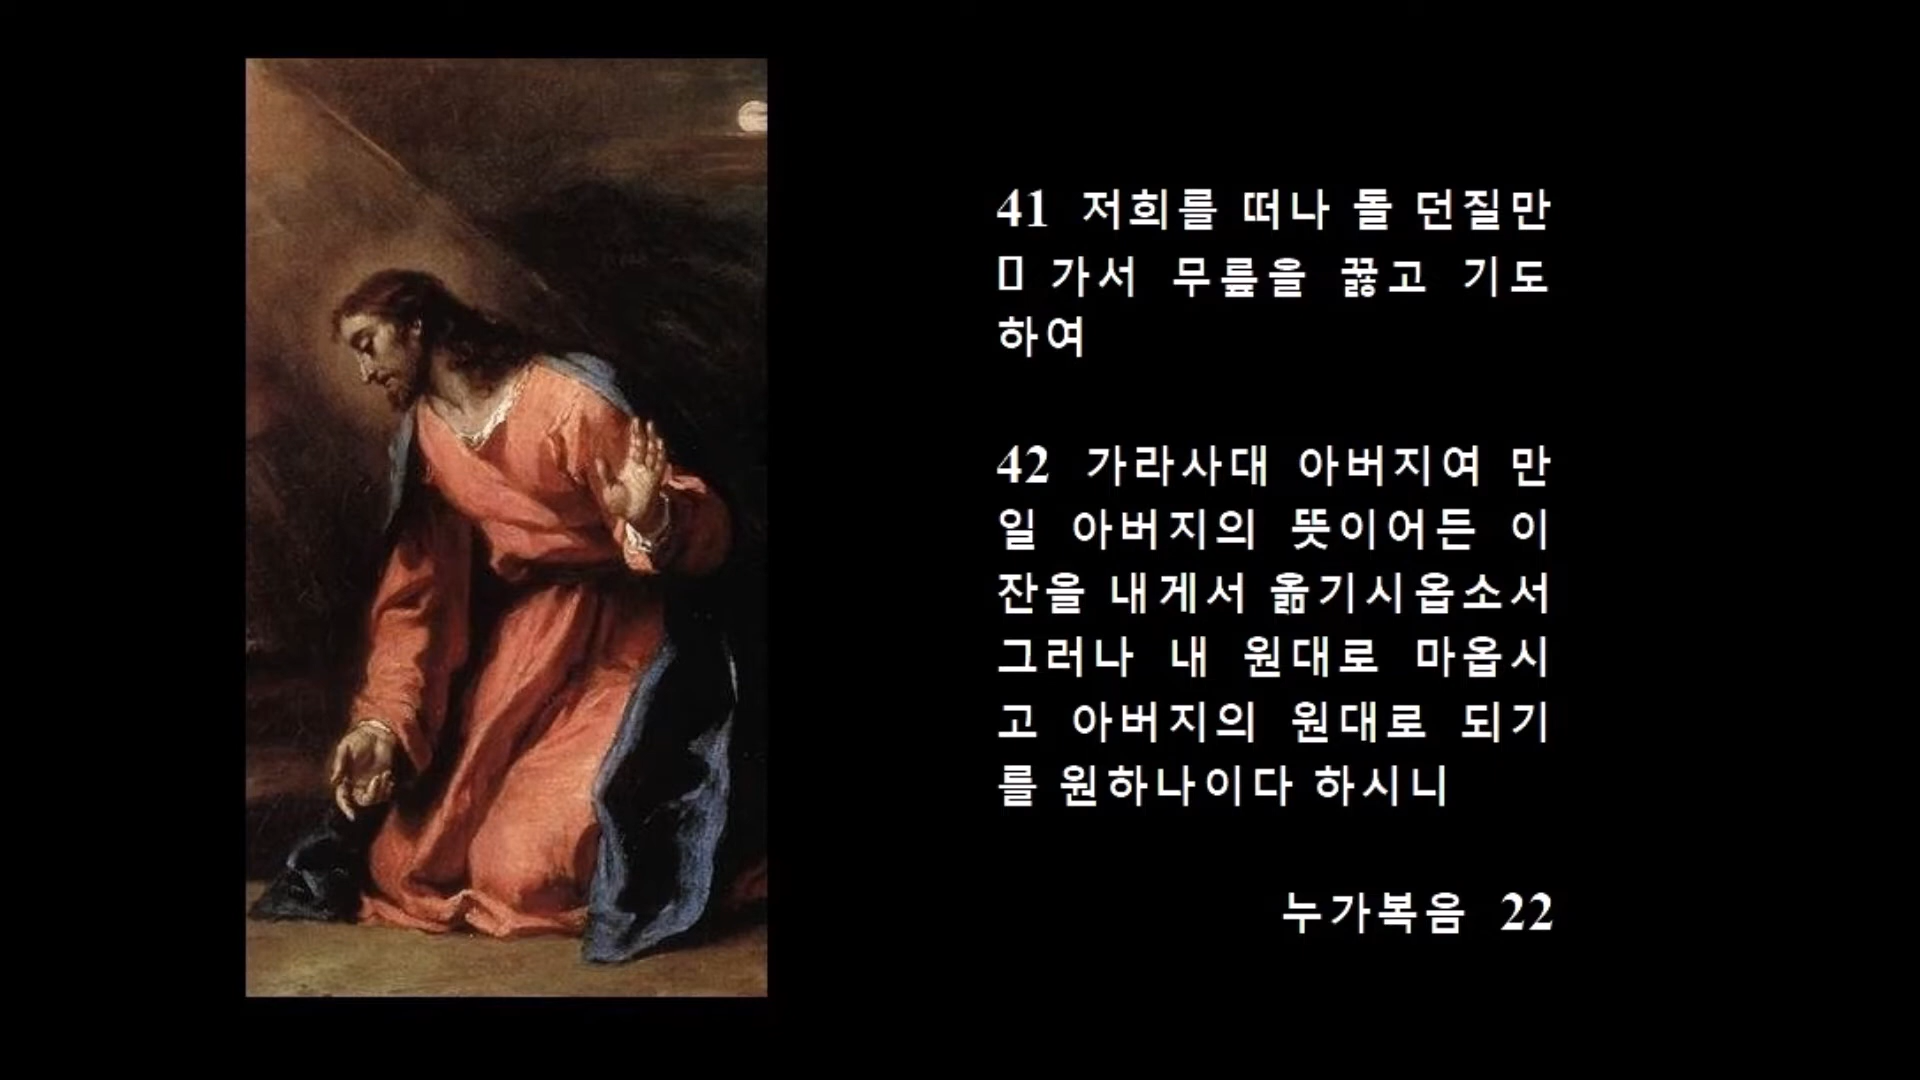 41 저희를 떠나 돌 던질만
가서 무릎을 꿇고 기도
하여
42 가라사대 아버지여 만
일 아버지의 뜻이어든 이
잔을 내게서 옮기시옵소서
그러나 내 원대로 마옵시
고 아버지의 원대로 되기
를 원하나이다 하시니
누가복음 22